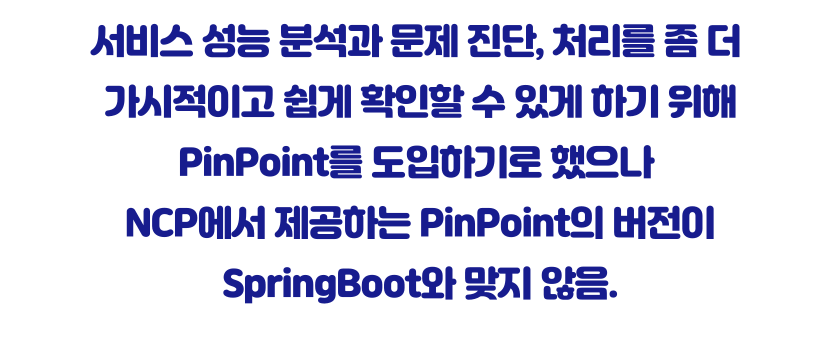 서비스 성능 분석과 문제 진단, 처리를 좀 더
가시적이고 쉽게 확인할 수 있게 하기 위해
PinPoint를 도입하기로 했으나
NCP에서 제공하는 PinPoint의 버전이
SpringBoot와 맞지 않음.